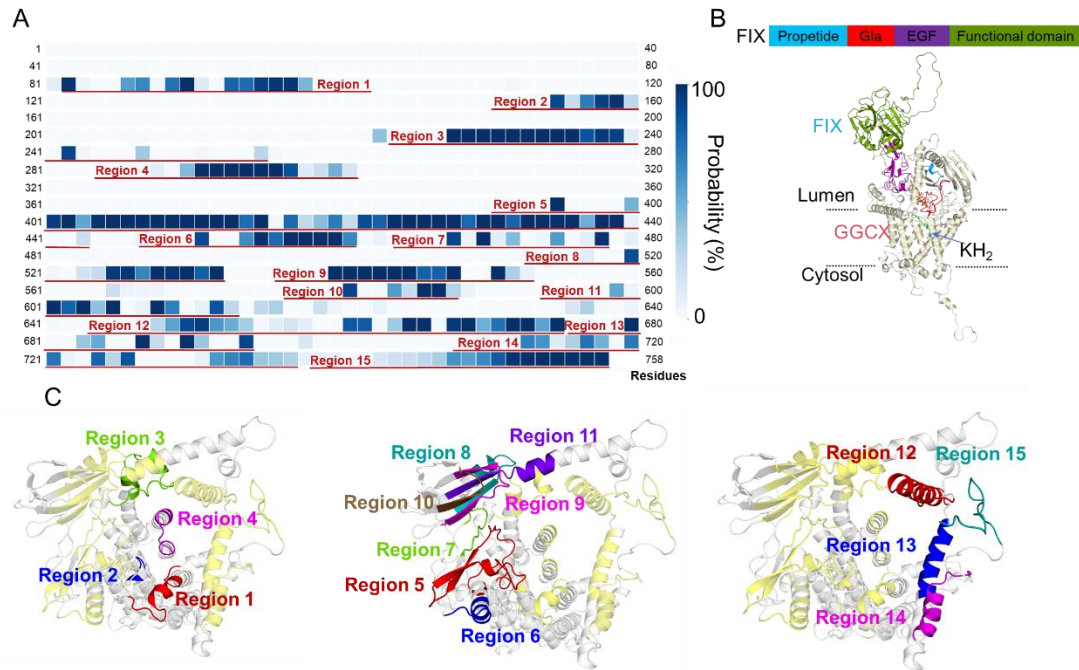 A
1 40
41 80
81 Region 1 120
121 Region 2 160
161 200
201 Region 3 240
241 280
281 Region 4 320
321 360
361 Region 5 400
401 440
441 Region 6 Region 7 480
481 Region 8 520
521 Region 9 560
561 Region 10 Region 11 600
601 640
641 Region 12 Region 13 680
681 Region 14 720
721 Region 15 758
Residues
100
0
Probability (%)
B
FIX Propetide Gla EGF Functional domain
FIX
Lumen
GGCX
KH2
Cytosol
C
Region 3
Region 4
Region 2
Region 1
Region 11
Region 8
Region 10
Region 9
Region 7
Region 5
Region 6
Region 12
Region 15
Region 13
Region 14